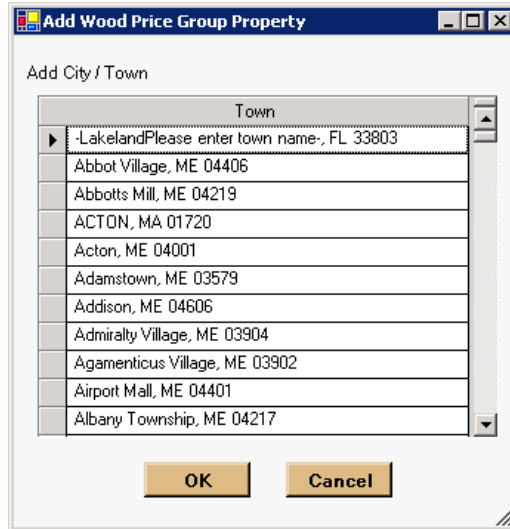 Add Wood Price Group Property
Add City / Town
Town
-LakelandPlease enter town name-, FL 33803
Abbot Village, ME 04406
Abbotts Mill, ME 04219
ACTON, MA 01720
Acton, ME 04001
Adamstown, ME 03579
Addison, ME 04606
Admiralty Village, ME 03904
Agamenticus Village, ME 03902
Airport Mall, ME 04401
Albany Township, ME 04217
OK Cancel